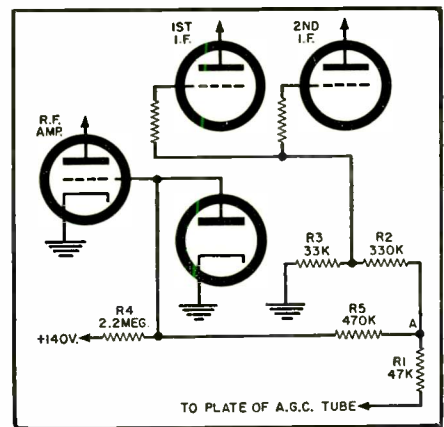 1ST
I.F.
2ND
I.F.
R.F.
AMP.
R3
33K
R2
330K
R4
2.2MEG.
R5
470K
A
+140V.
R1
47K
TO PLATE OF A.G.C. TUBE